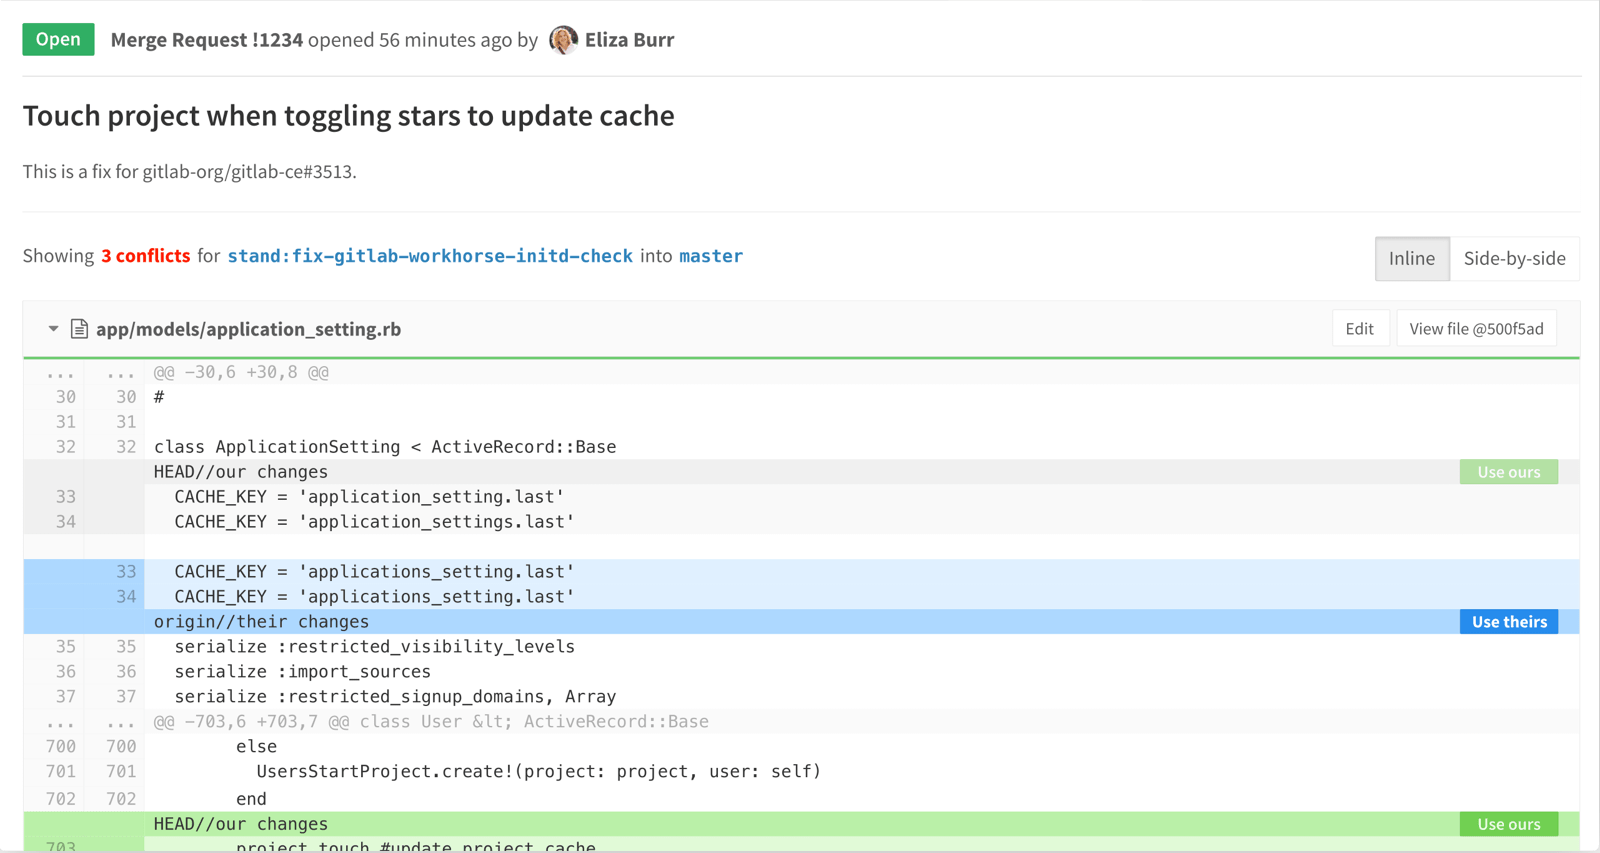 Open Merge Request !1234 opened 56 minutes ago by Eliza Burr
Touch project when toggling stars to update cache
This is a fix for gitlab-org/gitlab-ce#3513.
Showing 3 conflicts for stand:fix-gitlab-workhorse-initd-check into master Inline Side-by-side
app/models/application_setting.rb Edit View file @500f5ad
... ... @@ -30,6 +30,8 @@
30 30 #
31 31
32 32 class ApplicationSetting < ActiveRecord::Base
HEAD//our changes Use ours
33 CACHE_KEY = 'application_setting.last'
34 CACHE_KEY = 'application_settings.last'
33 CACHE_KEY = 'applications_setting.last'
34 CACHE_KEY = 'applications_setting.last'
origin//their changes Use theirs
35 35 serialize :restricted_visibility_levels
36 36 serialize :import_sources
37 37 serialize :restricted_signup_domains, Array
... ... @@ -703,6 +703,7 @@ class User &lt; ActiveRecord::Base
700 700 else
701 701 UsersStartProject.create!(project: project, user: self)
702 702 end
HEAD//our changes Use ours
703 project.touch #update project cache